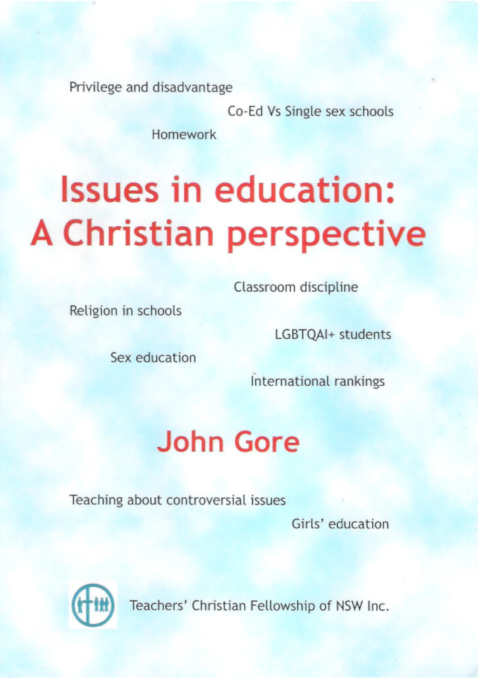 Privilege and disadvantage
Co-Ed Vs Single sex schools
Homework
Issues in education:
A Christian perspective
Classroom discipline
Religion in schools
LGBTQAI+ students
Sex education
International rankings
John Gore
Teaching about controversial issues
Girls' education
Teachers' Christian Fellowship of NSW Inc.